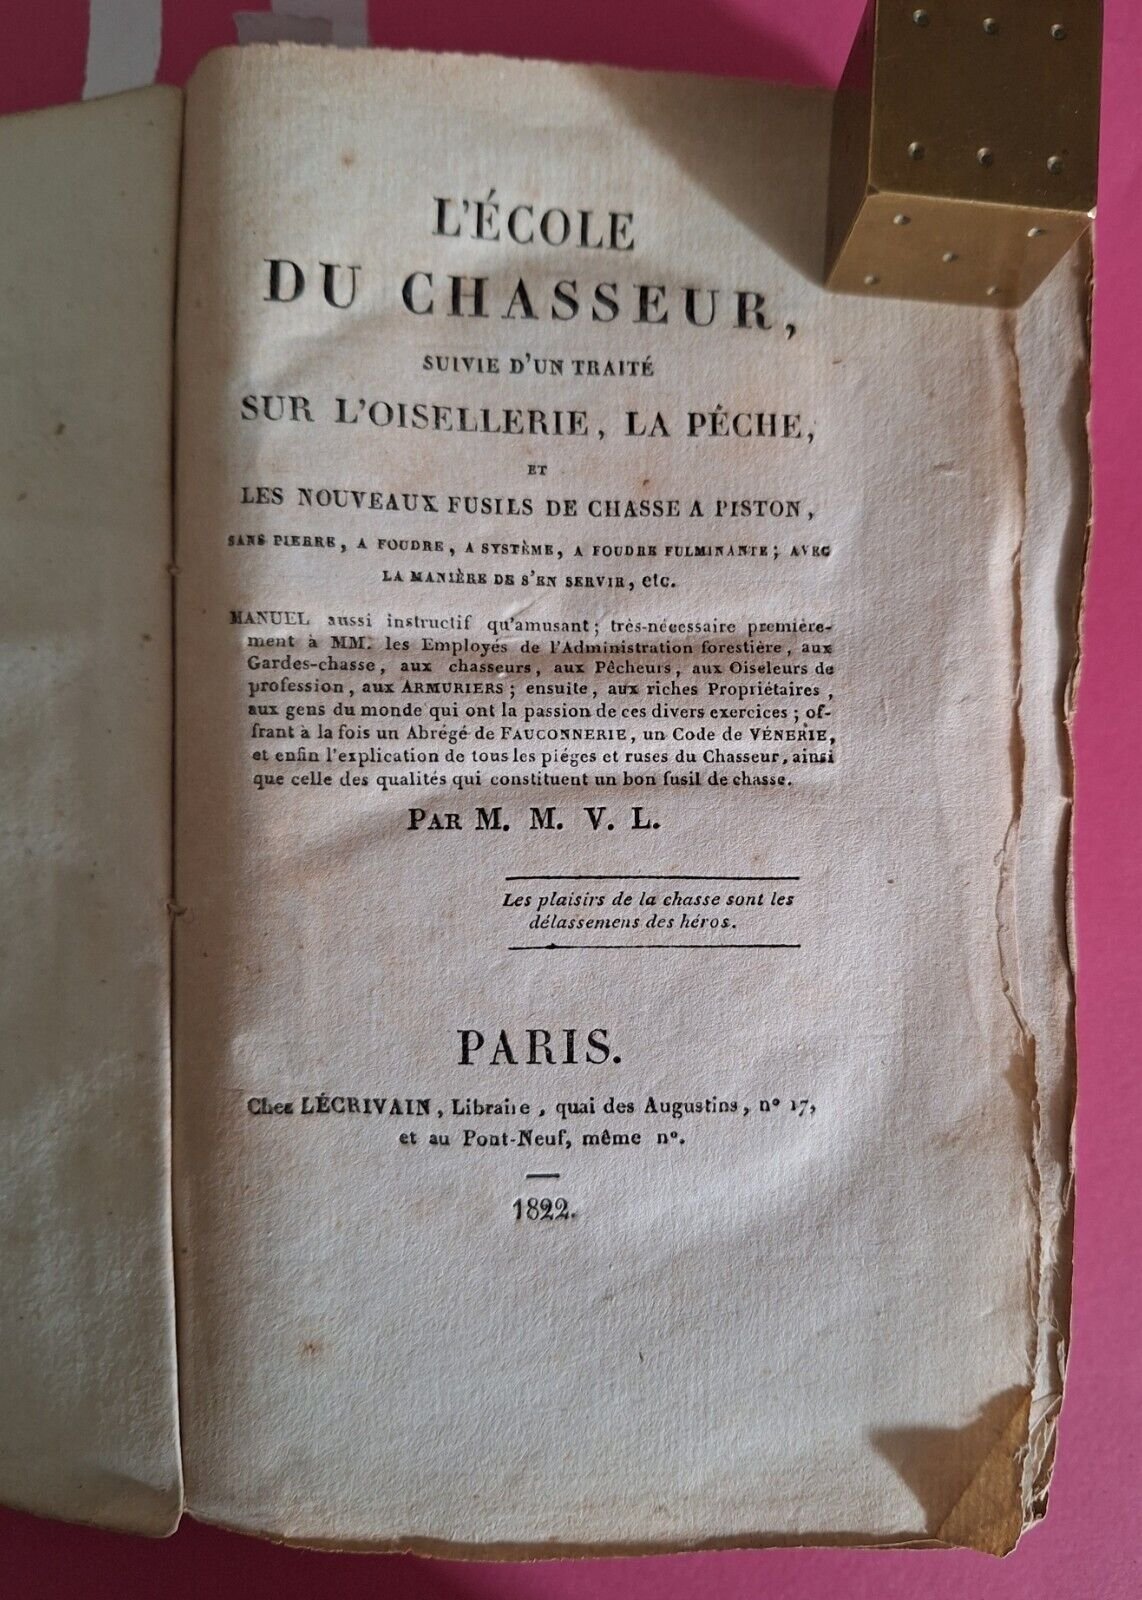 L'ÉCOLE
DU CHASSEUR,
SUIVIE D'UN TRAITÉ
SUR L'OISELLERIE, LA PÊCHE,
ET
LES NOUVEAUX FUSILS DE CHASSE A PISTON,
SANS PIERRE, A FOUDRE, A SYSTÈME, A FOUDRE FULMINANTE; AVEC
LA MANIÈRE DE S'EN SERVIR, etc.
MANUEL aussi instructif qu'amusant; très-nécessaire première-
ment à MM. les Employés de l'Administration forestière, aux
Gardes-chasse, aux chasseurs, aux Pêcheurs, aux Oiseleurs de
profession, aux ARMURIERS; ensuite, aux riches Propriétaires,
aux gens du monde qui ont la passion de ces divers exercices; of-
frant à la fois un Abrégé de FAUCONNERIE, un Code de VÉNERIE,
et enfin l'explication de tous les piéges et ruses du Chasseur, ainsi
que celle des qualités qui constituent un bon fusil de chasse.
PAR M. M. V. L.
Les plaisirs de la chasse sont les
délassemens des héros.
PARIS.
Chez LÉCRIVAIN, Libraire, quai des Augustins, n° 17,
et au Pont-Neuf, même n°.
1822.